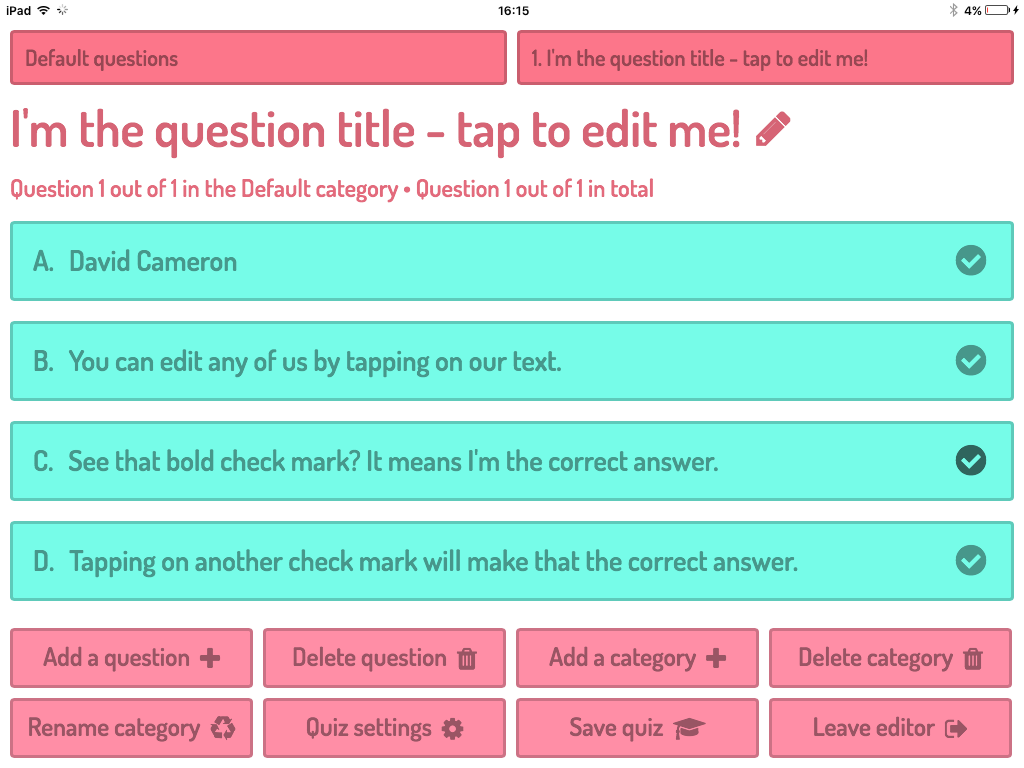 iPad 16:15 4%
Default questions
1. I'm the question title - tap to edit me!
I'm the question title - tap to edit me!
Question 1 out of 1 in the Default category • Question 1 out of 1 in total
A. David Cameron
B. You can edit any of us by tapping on our text.
C. See that bold check mark? It means I'm the correct answer.
D. Tapping on another check mark will make that the correct answer.
Add a question
Delete question
Add a category
Delete category
Rename category
Quiz settings
Save quiz
Leave editor